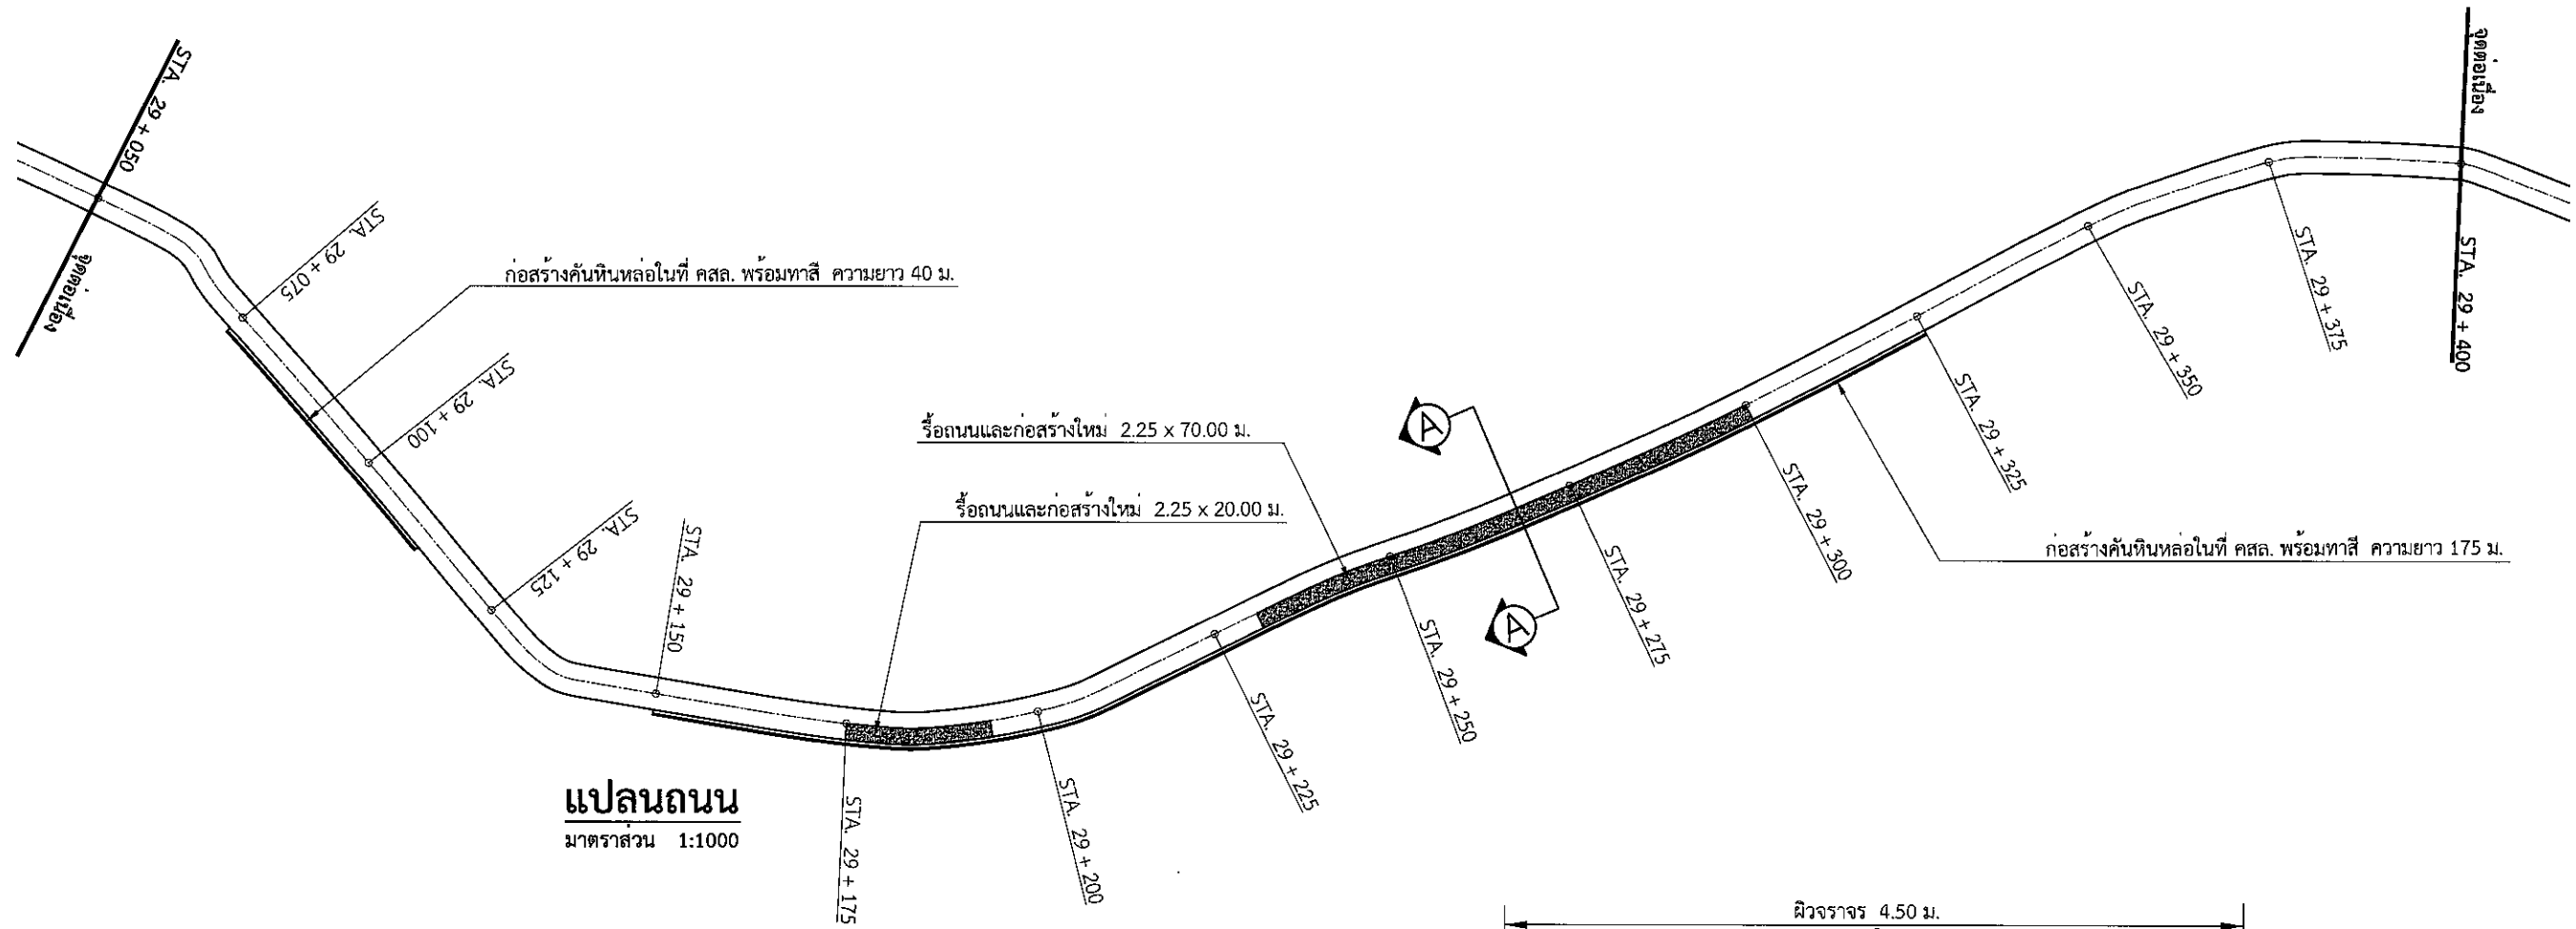 STA. 29 + 050
จุดต่อเนื่อง
STA. 29 + 075
ก่อสร้างคันหินหล่อในที่ คสล. พร้อมทาสี ความยาว 40 ม.
STA. 29 + 100
STA. 29 + 125
STA. 29 + 150
รื้อถนนและก่อสร้างใหม่ 2.25 x 70.00 ม.
รื้อถนนและก่อสร้างใหม่ 2.25 x 20.00 ม.
A
A
STA. 29 + 175
STA. 29 + 200
STA. 29 + 225
STA. 29 + 250
STA. 29 + 275
STA. 29 + 300
STA. 29 + 325
STA. 29 + 350
STA. 29 + 375
จุดต่อเนื่อง
STA. 29 + 400
ก่อสร้างคันหินหล่อในที่ คสล. พร้อมทาสี ความยาว 175 ม.
แปลนถนน
มาตราส่วน 1:1000
ผิวจราจร 4.50 ม.